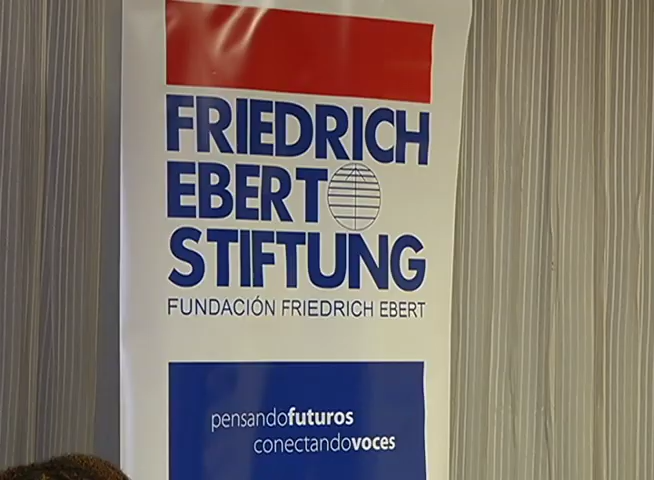 FRIEDRICH
EBERT
STIFTUNG
FUNDACIÓN FRIEDRICH EBERT
pensandofuturos
conectandovoces